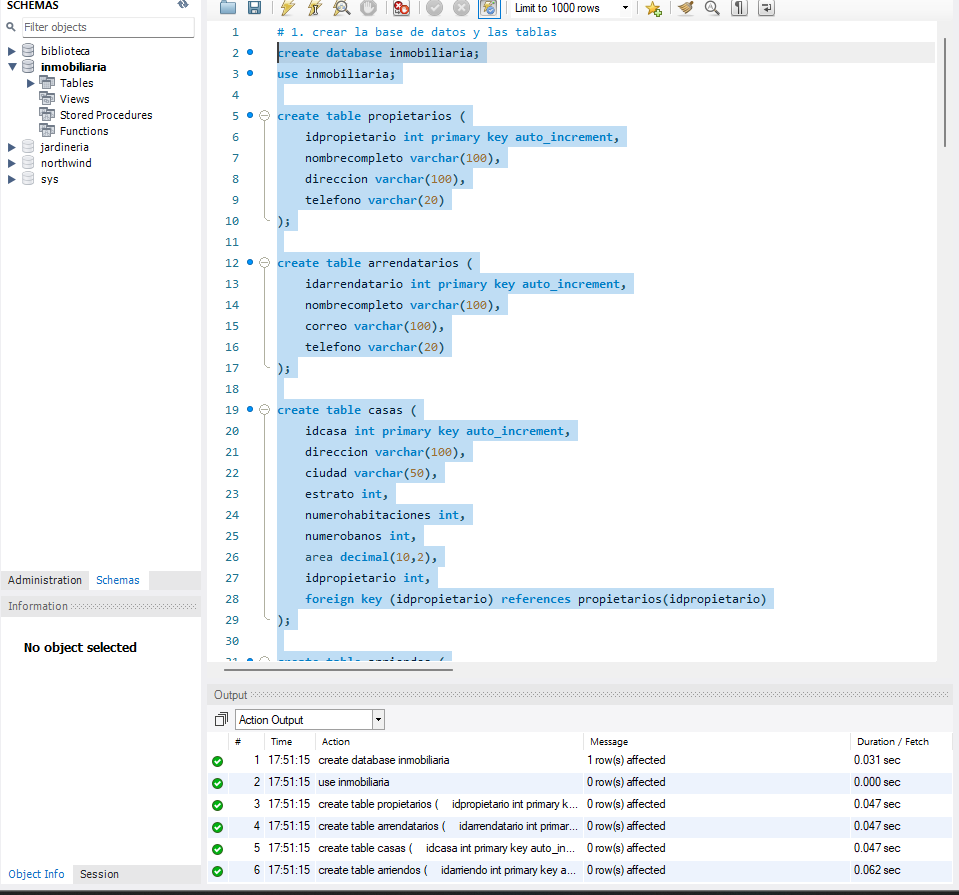 SCHEMAS
Filter objects
biblioteca
inmobiliaria
Tables
Views
Stored Procedures
Functions
jardineria
northwind
sys
Administration Schemas
Information
No object selected
Object Info Session
Limit to 1000 rows
1 # 1. crear la base de datos y las tablas
2 create database inmobiliaria;
3 use inmobiliaria;
4
5 create table propietarios (
6 idpropietario int primary key auto_increment,
7 nombrecompleto varchar(100),
8 direccion varchar(100),
9 telefono varchar(20)
10 );
11
12 create table arrendatarios (
13 idarrendatario int primary key auto_increment,
14 nombrecompleto varchar(100),
15 correo varchar(100),
16 telefono varchar(20)
17 );
18
19 create table casas (
20 idcasa int primary key auto_increment,
21 direccion varchar(100),
22 ciudad varchar(50),
23 estrato int,
24 numerohabitaciones int,
25 numerobanos int,
26 area decimal(10,2),
27 idpropietario int,
28 foreign key (idpropietario) references propietarios(idpropietario)
29 );
30
31 create table arriendos (
Output
Action Output
# Time Action Message Duration / Fetch
1 17:51:15 create database inmobiliaria 1 row(s) affected 0.031 sec
2 17:51:15 use inmobiliaria 0 row(s) affected 0.000 sec
3 17:51:15 create table propietarios ( idpropietario int primary k... 0 row(s) affected 0.047 sec
4 17:51:15 create table arrendatarios ( idarrendatario int primar... 0 row(s) affected 0.047 sec
5 17:51:15 create table casas ( idcasa int primary key auto_in... 0 row(s) affected 0.047 sec
6 17:51:15 create table arriendos ( idarriendo int primary key a... 0 row(s) affected 0.062 sec